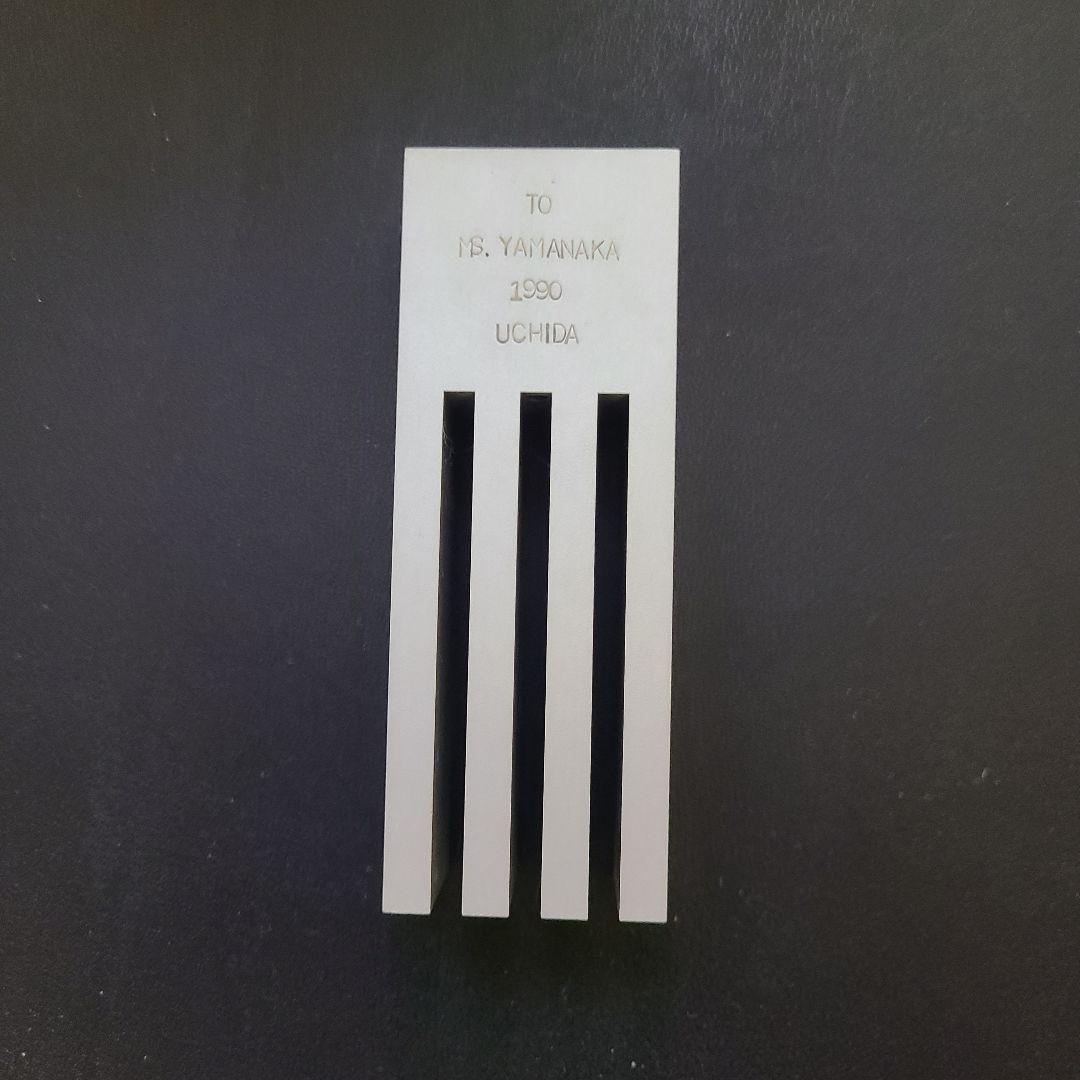 TO
MS. YAMANAKA
1990
UCHIDA